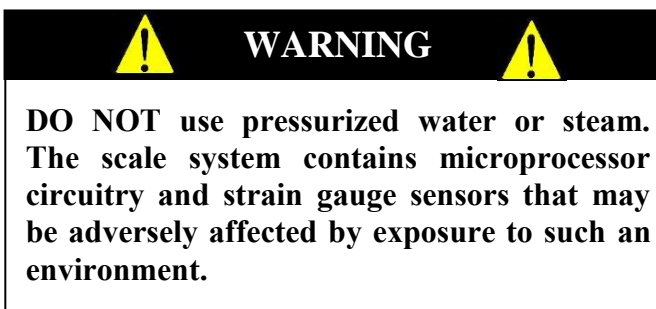 WARNING
DO NOT use pressurized water or steam.
The scale system contains microprocessor
circuitry and strain gauge sensors that may
be adversely affected by exposure to such an
environment.